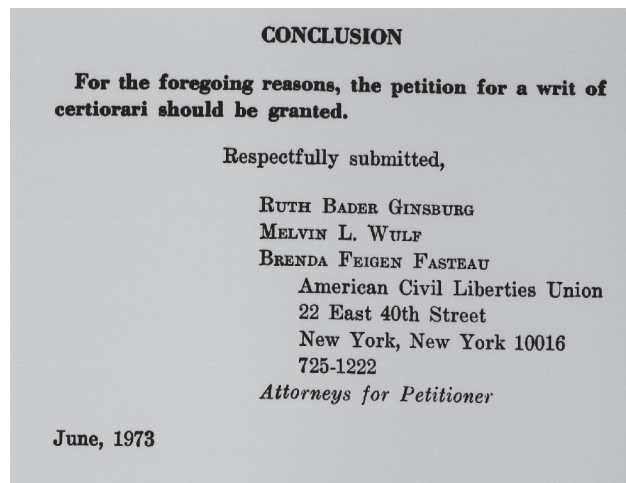 CONCLUSION
For the foregoing reasons, the petition for a writ of
certiorari should be granted.
Respectfully submitted,
RUTH BADER GINSBURG
MELVIN L. WULF
BRENDA FEIGEN FASTEAU
American Civil Liberties Union
22 East 40th Street
New York, New York 10016
725-1222
Attorneys for Petitioner
June, 1973